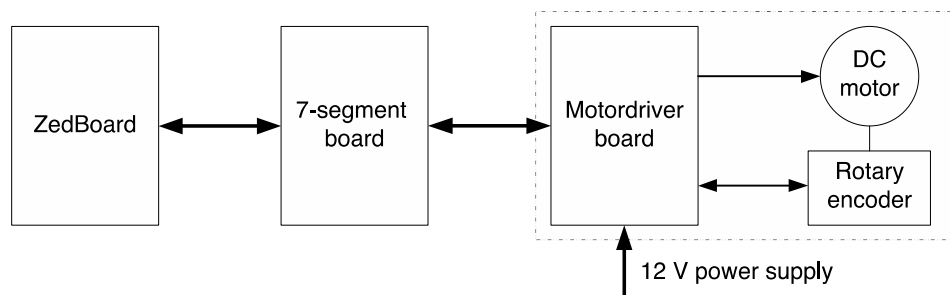 ZedBoard
7-segment
board
Motordriver
board
DC
motor
Rotary
encoder
12 V power supply